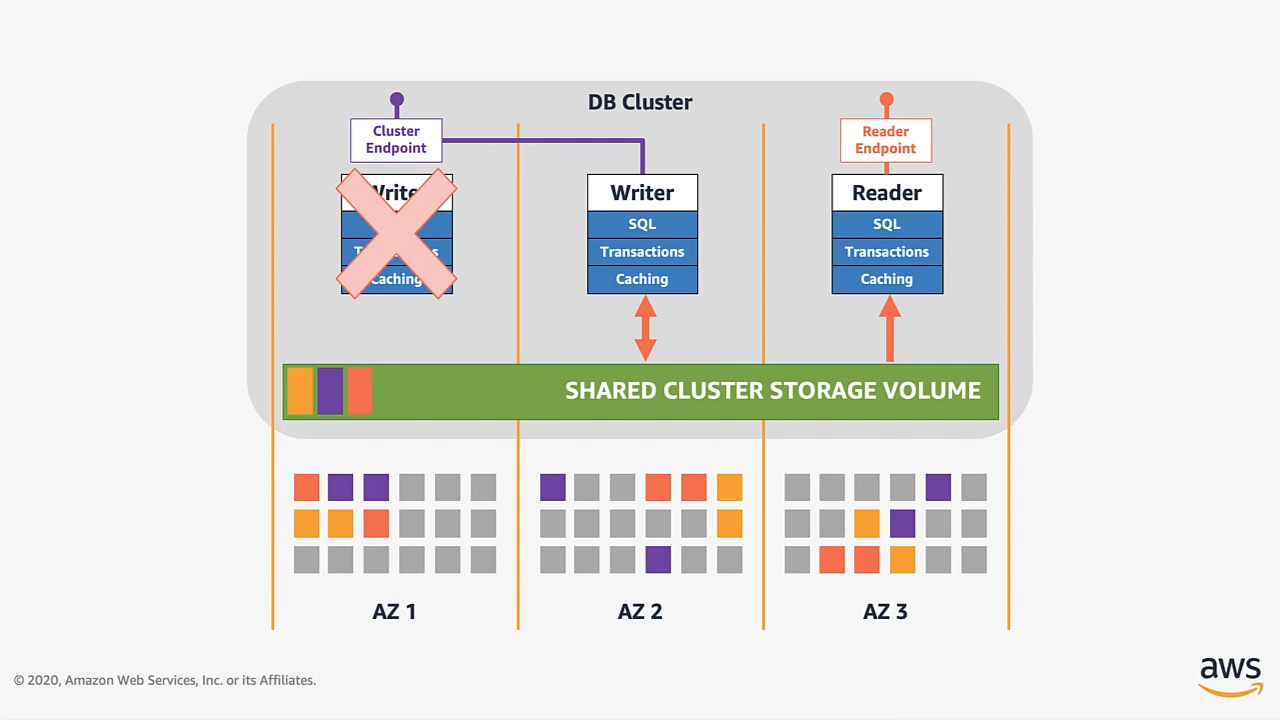 DB Cluster
Cluster
Endpoint
Reader
Endpoint
Writer
Reader
SQL
SQL
Transactions
Transactions
Caching
Caching
Caching
SHARED CLUSTER STORAGE VOLUME
AZ 1
AZ 2
AZ 3
© 2020, Amazon Web Services, Inc. or its Affiliates.
aws